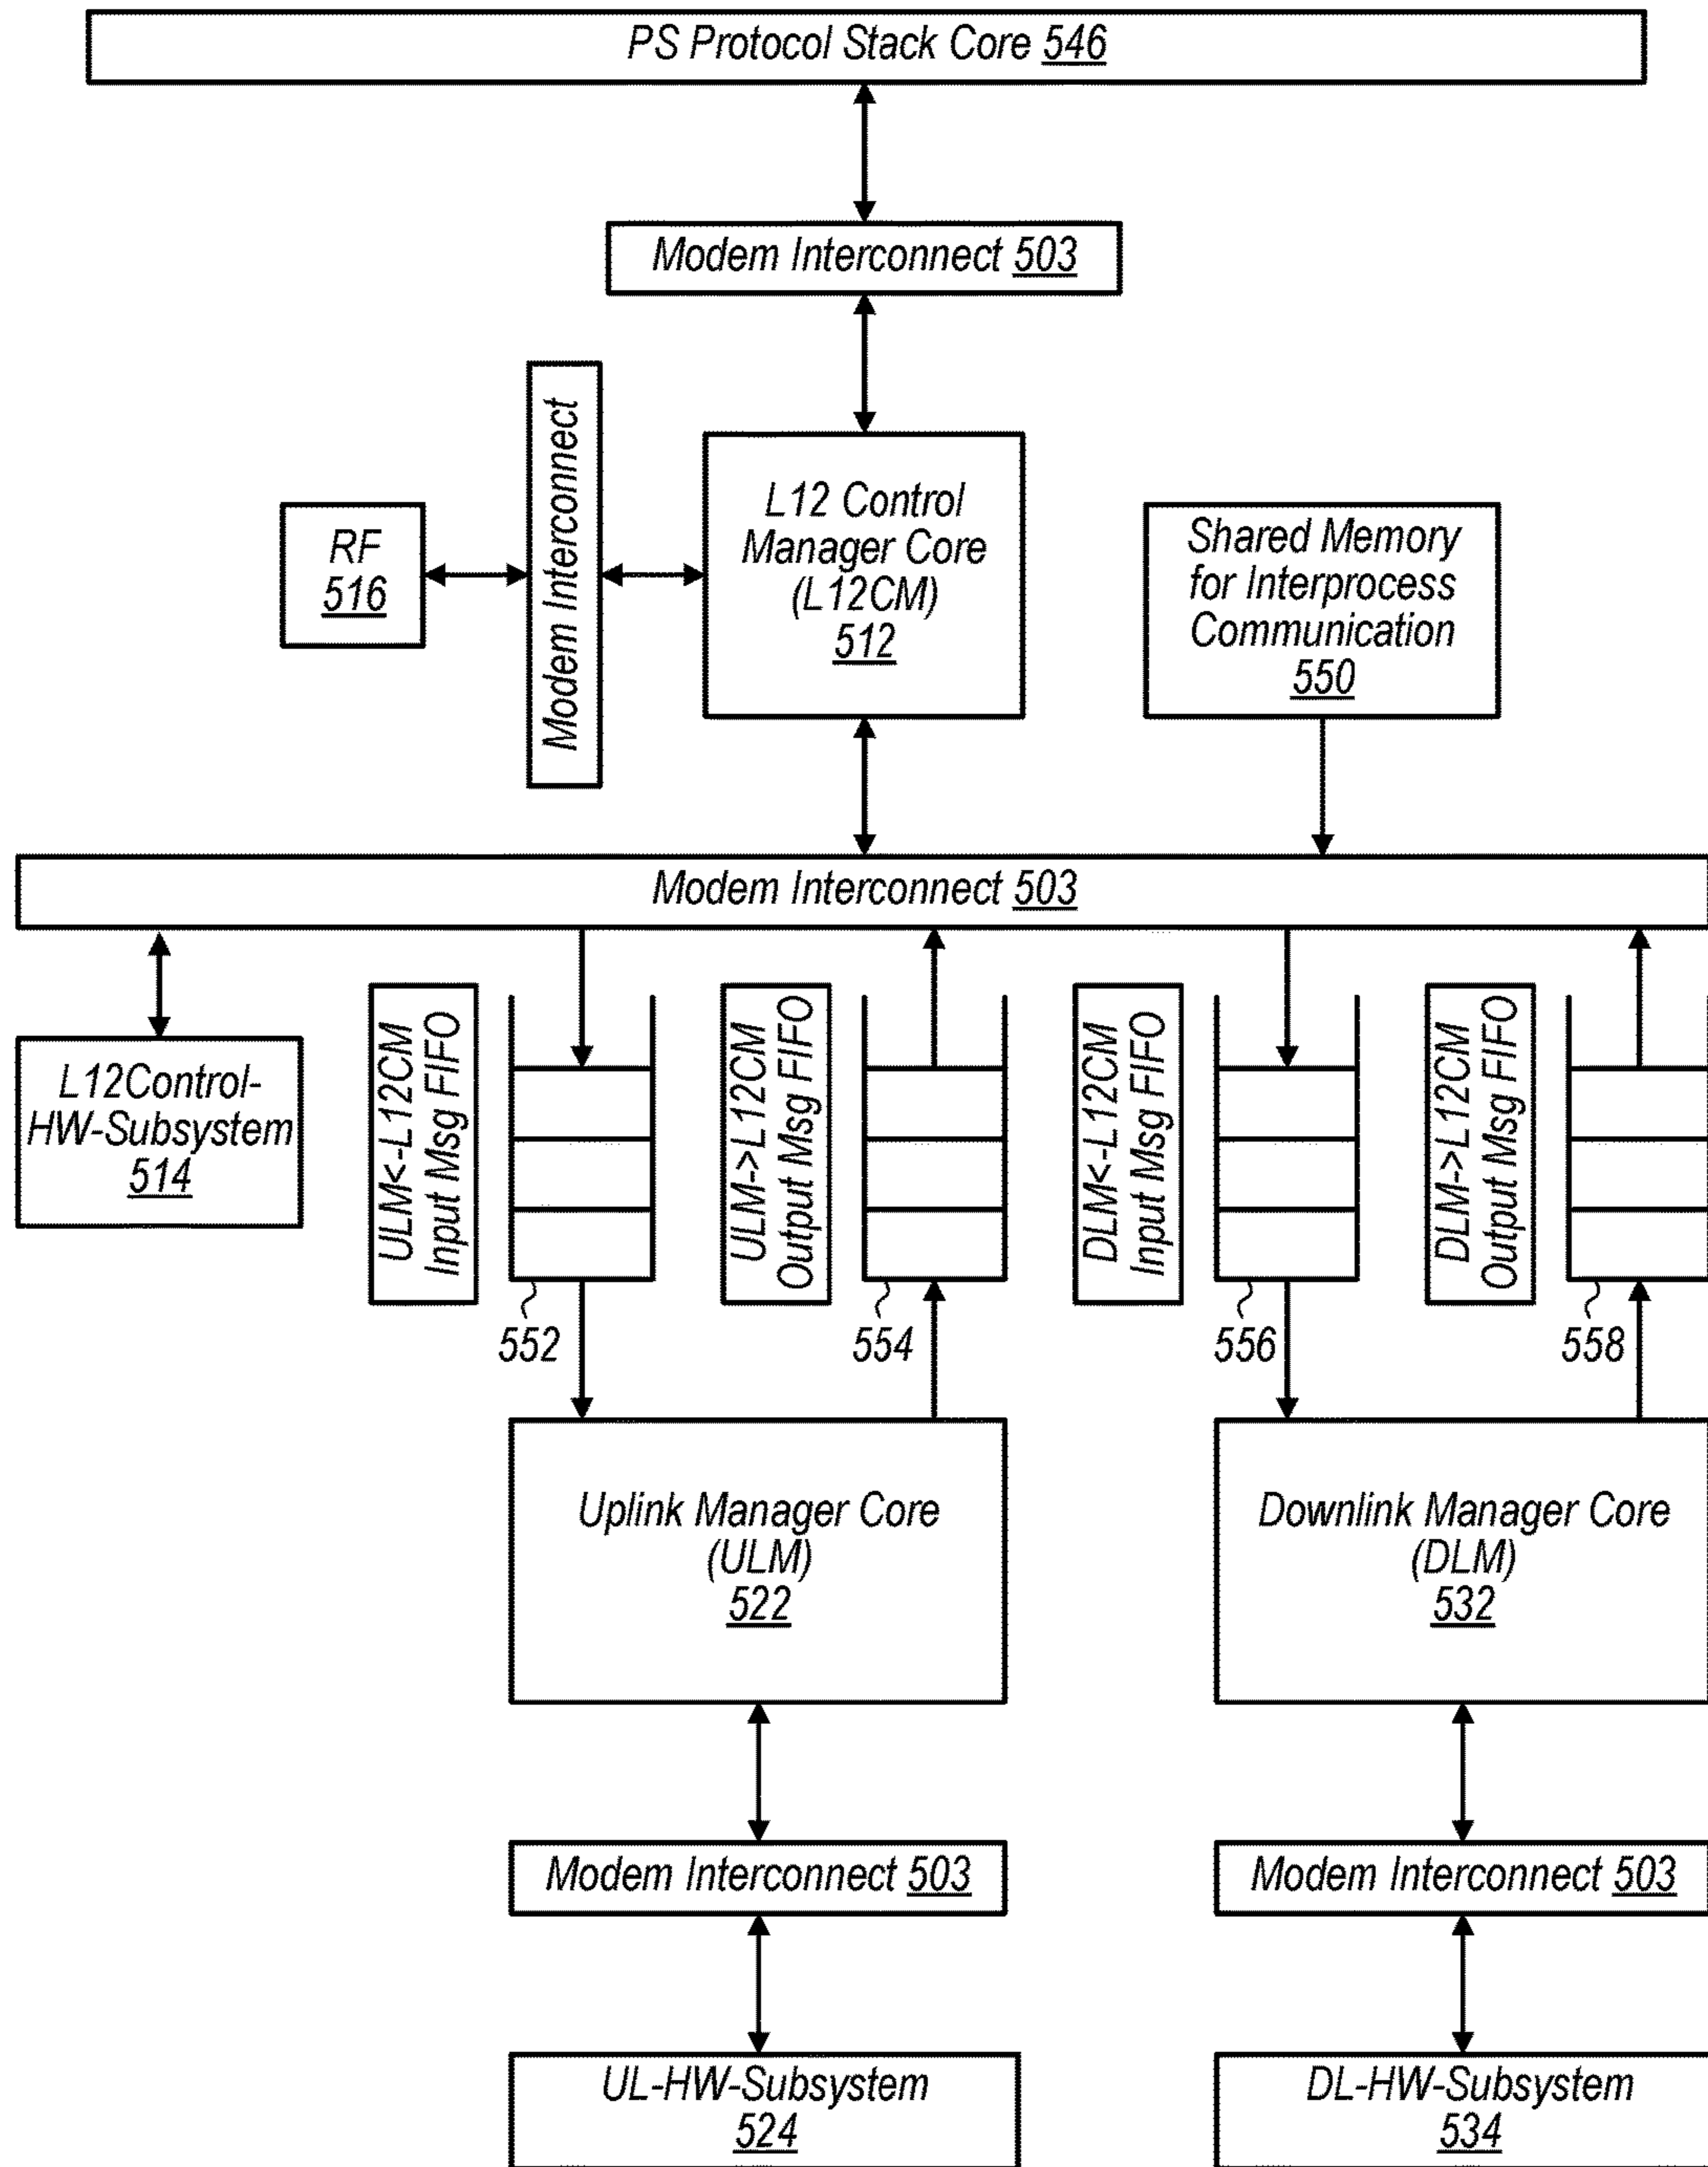 PS Protocol Stack Core 546
Modem Interconnect 503
Modem Interconnect
L12 Control
Manager Core
(L12CM)
512
RF
516
Shared Memory
for Interprocess
Communication
550
Modem Interconnect 503
L12Control-
HW-Subsystem
514
ULM<-L12CM
Input Msg FIFO
552
ULM->L12CM
Output Msg FIFO
554
DLM<-L12CM
Input Msg FIFO
556
DLM->L12CM
Output Msg FIFO
558
Uplink Manager Core
(ULM)
522
Downlink Manager Core
(DLM)
532
Modem Interconnect 503
Modem Interconnect 503
UL-HW-Subsystem
524
DL-HW-Subsystem
534